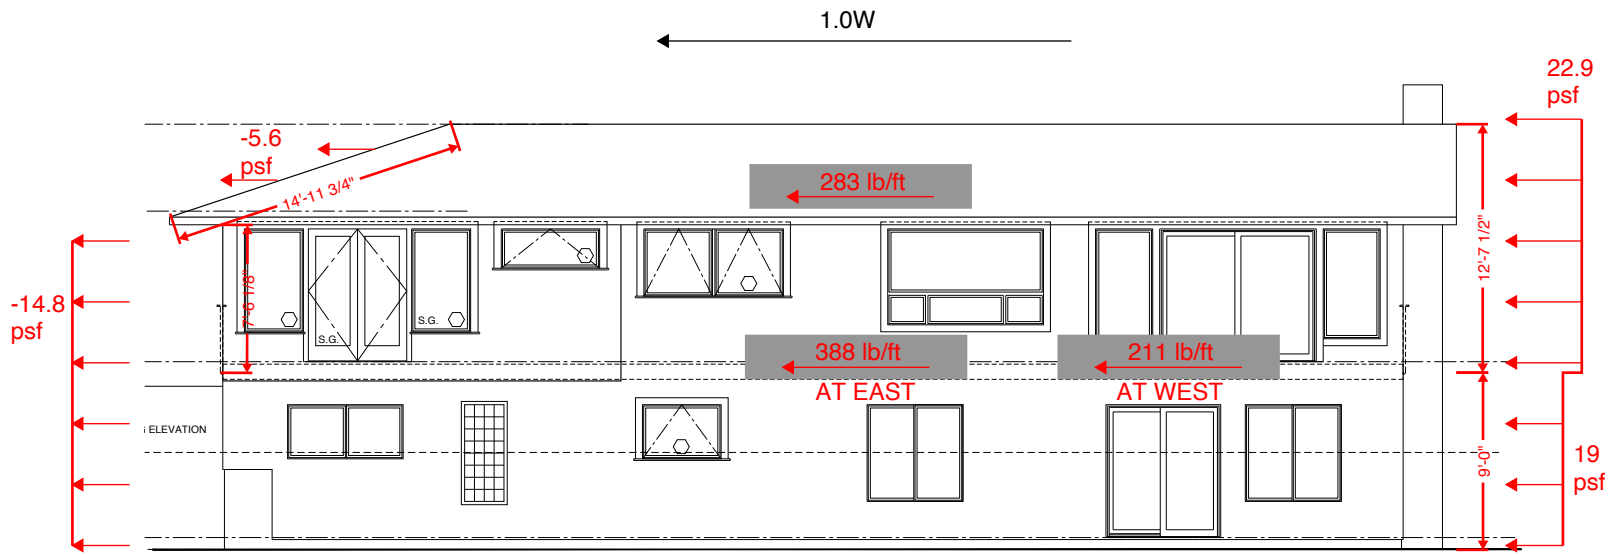 1.0W
22.9
psf
-5.6
psf
14'-11 3/4"
283 lb/ft
12'-7 1/2"
7'-6 1/8"
-14.8
psf
S.G.
S.G.
388 lb/ft
211 lb/ft
AT EAST
AT WEST
ELEVATION
9'-0"
19
psf